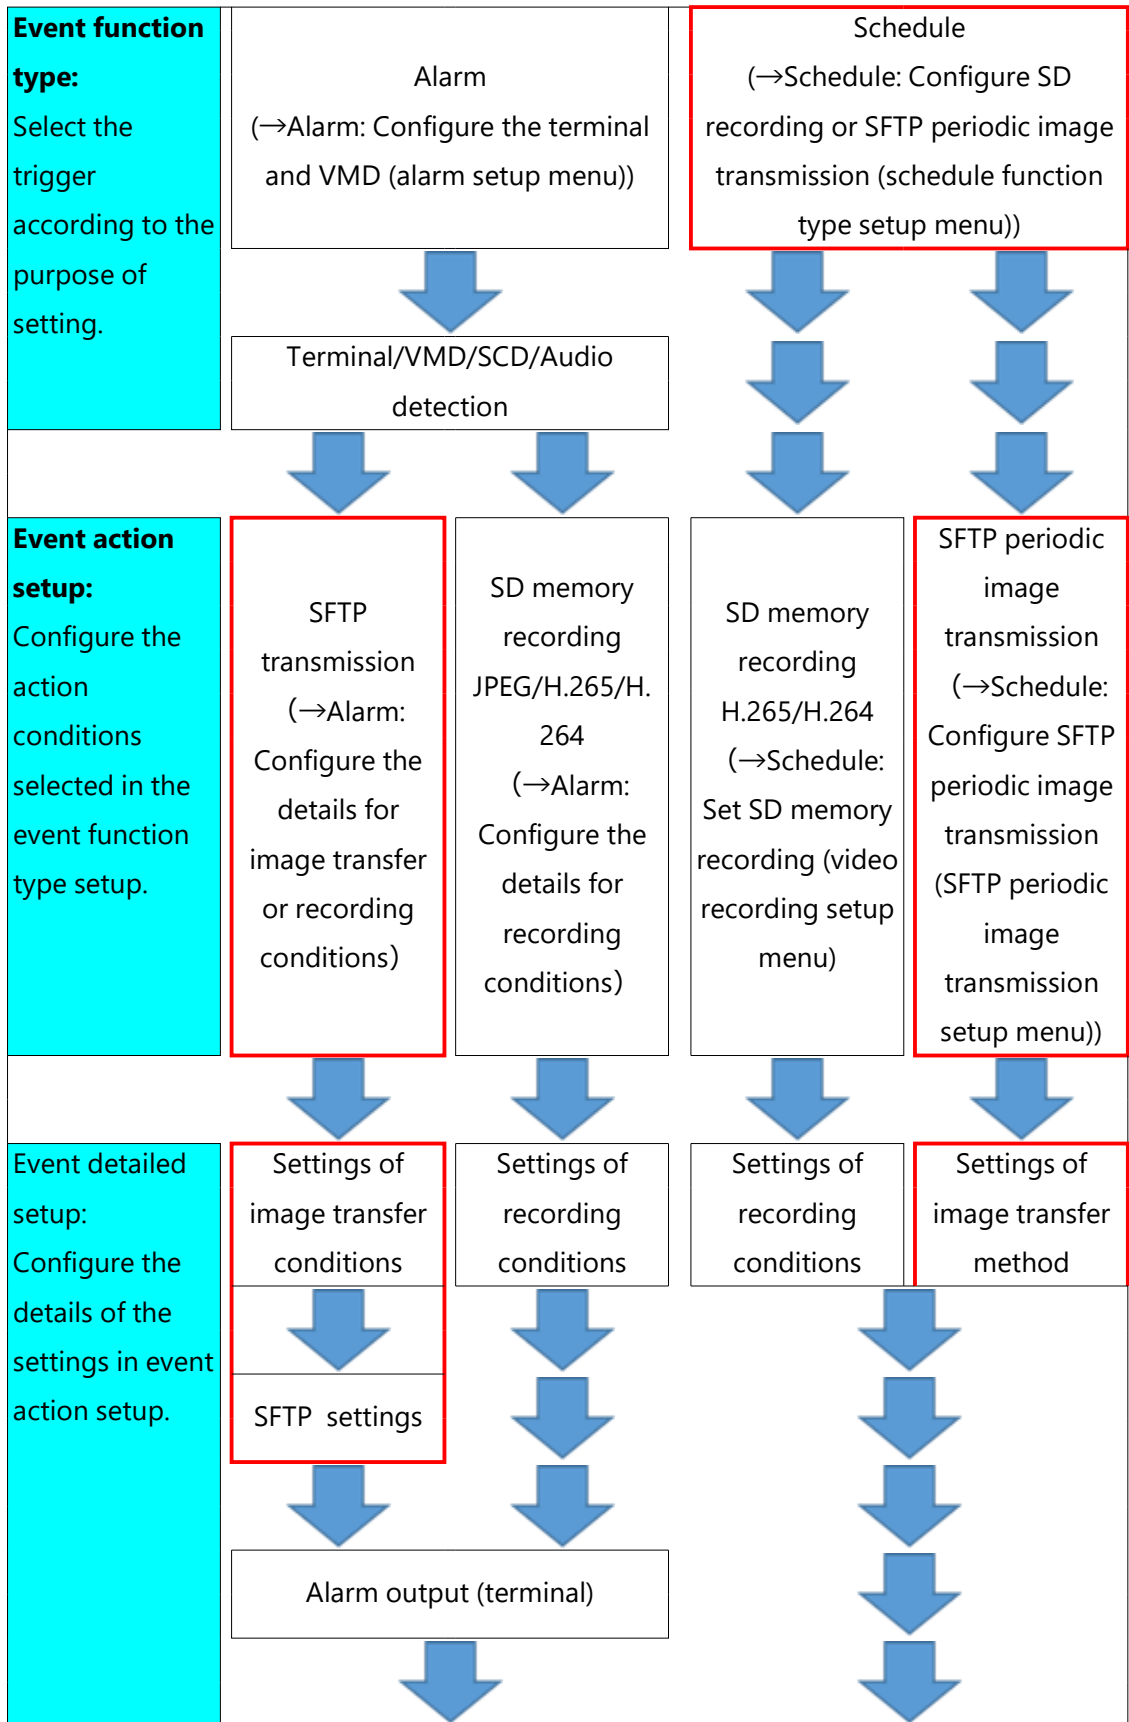 Event function
type:
Select the
trigger
according to the
purpose of
setting.
Alarm
(→Alarm: Configure the terminal
and VMD (alarm setup menu))
Schedule
(→Schedule: Configure SD
recording or SFTP periodic image
transmission (schedule function
type setup menu))
Terminal/VMD/SCD/Audio
detection
Event action
setup:
Configure the
action
conditions
selected in the
event function
type setup.
SFTP
transmission
(→Alarm:
Configure the
details for
image transfer
or recording
conditions)
SD memory
recording
JPEG/H.265/H.
264
(→Alarm:
Configure the
details for
recording
conditions)
SD memory
recording
H.265/H.264
(→Schedule:
Set SD memory
recording (video
recording setup
menu)
SFTP periodic
image
transmission
(→Schedule:
Configure SFTP
periodic image
transmission
(SFTP periodic
image
transmission
setup menu))
Event detailed
setup:
Configure the
details of the
settings in event
action setup.
Settings of
image transfer
conditions
Settings of
recording
conditions
Settings of
recording
conditions
Settings of
image transfer
method
SFTP settings
Alarm output (terminal)